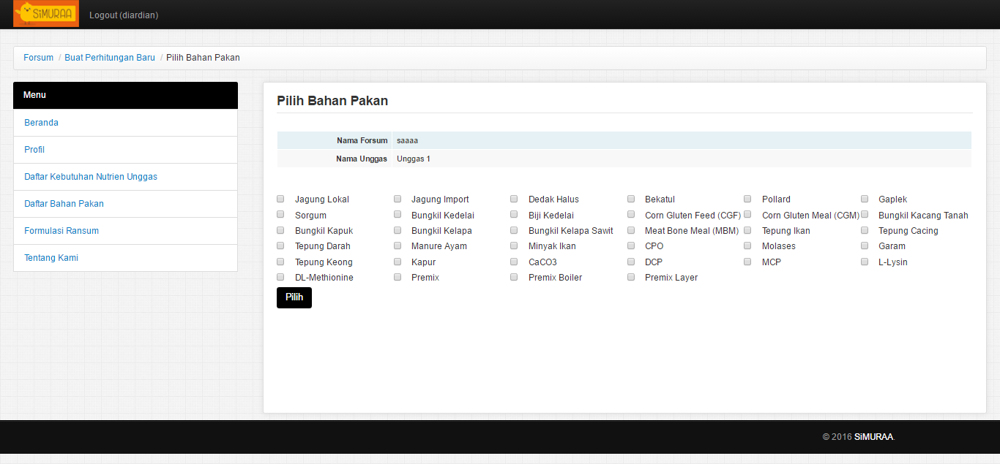 SiMURAA Logout (diardian)
Forsum / Buat Perhitungan Baru / Pilih Bahan Pakan
Menu
Beranda
Profil
Daftar Kebutuhan Nutrien Unggas
Daftar Bahan Pakan
Formulasi Ransum
Tentang Kami
Pilih Bahan Pakan
Nama Forsum saaaa
Nama Unggas Unggas 1
Jagung Lokal Jagung Import Dedak Halus Bekatul Pollard Gaplek
Sorgum Bungkil Kedelai Biji Kedelai Corn Gluten Feed (CGF) Corn Gluten Meal (CGM) Bungkil Kacang Tanah
Bungkil Kapuk Bungkil Kelapa Bungkil Kelapa Sawit Meat Bone Meal (MBM) Tepung Ikan Tepung Cacing
Tepung Darah Manure Ayam Minyak Ikan CPO Molases Garam
Tepung Keong Kapur CaCO3 DCP MCP L-Lysin
DL-Methionine Premix Premix Boiler Premix Layer
Pilih
© 2016 SiMURAA.